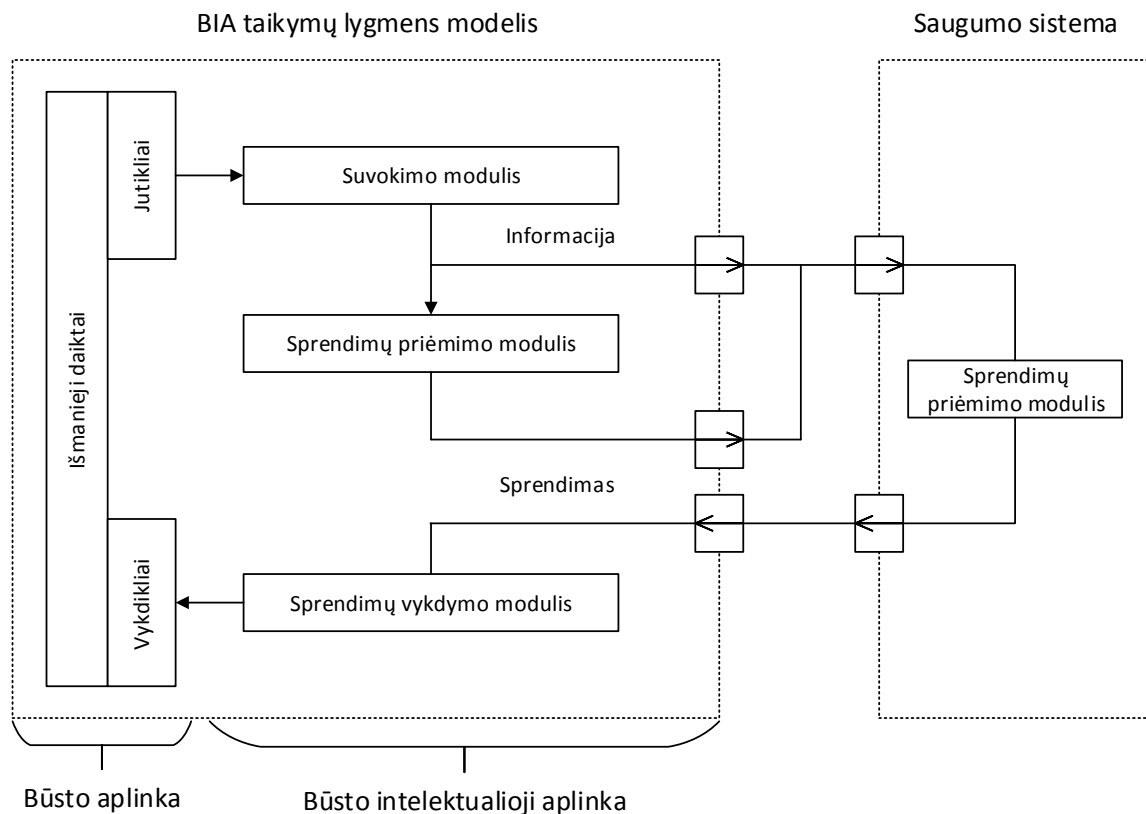 BIA taikymų lygmens modelis
Saugumo sistema
Išmanieji daiktai
Jutikliai
Suvokimo modulis
Informacija
Sprendimų priėmimo modulis
Sprendimų
priėmimo modulis
Sprendimas
Vykdikliai
Sprendimų vykdymo modulis
Būsto aplinka
Būsto intelektualioji aplinka